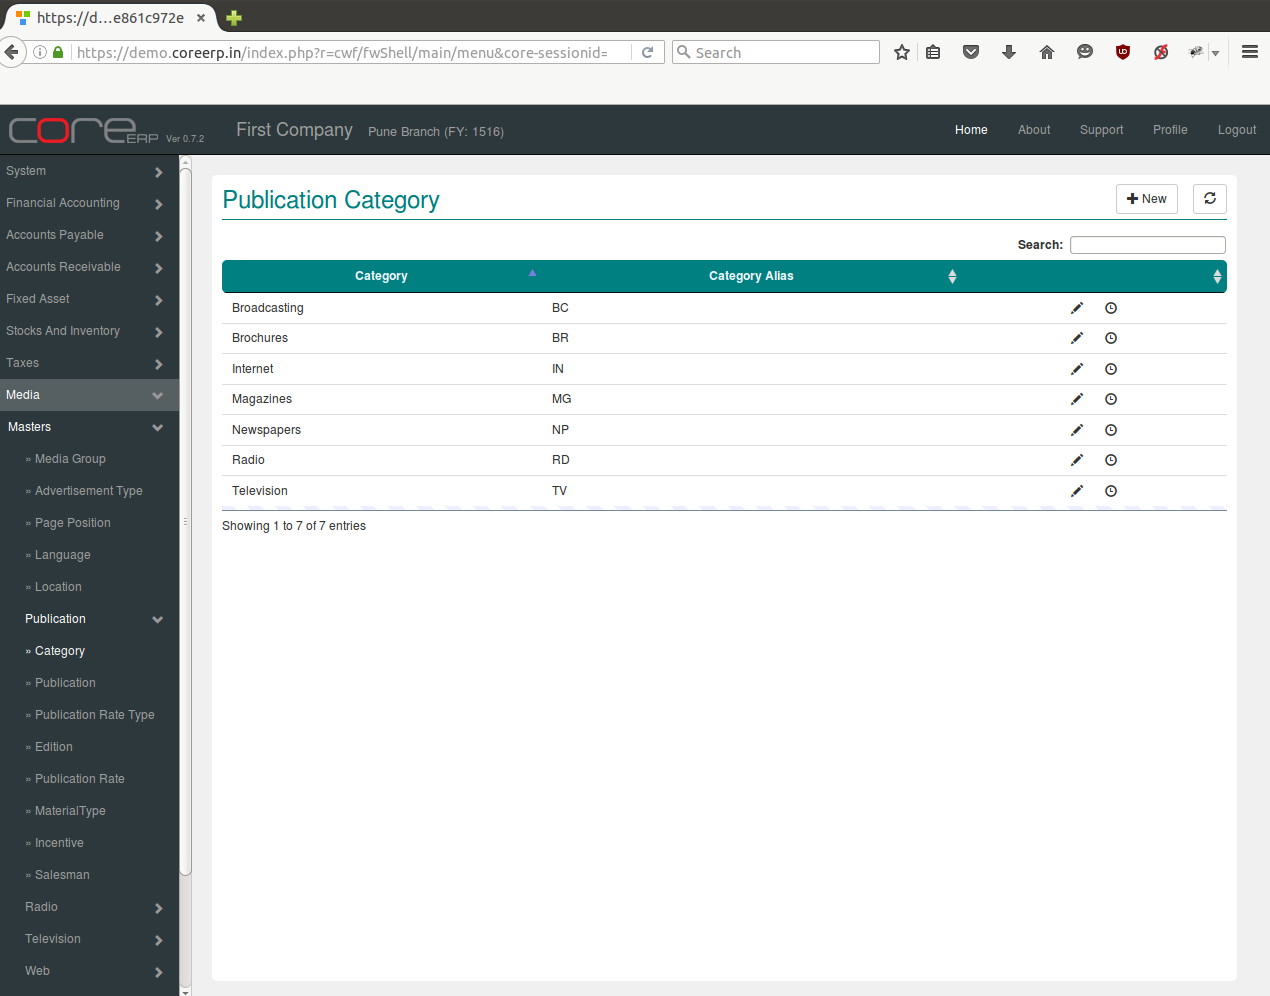 https://d...e861c972e
https://demo.coreerp.in/index.php?r=cwf/fwShell/main/menu&core-sessionid=
Search
core ERP Ver 0.7.2
First Company Pune Branch (FY: 1516)
Home About Support Profile Logout
System
Financial Accounting
Accounts Payable
Accounts Receivable
Fixed Asset
Stocks And Inventory
Taxes
Media
Masters
» Media Group
» Advertisement Type
» Page Position
» Language
» Location
Publication
» Category
» Publication
» Publication Rate Type
» Edition
» Publication Rate
» MaterialType
» Incentive
» Salesman
Radio
Television
Web
Publication Category
New
Search:
Category Category Alias
Broadcasting BC
Brochures BR
Internet IN
Magazines MG
Newspapers NP
Radio RD
Television TV
Showing 1 to 7 of 7 entries